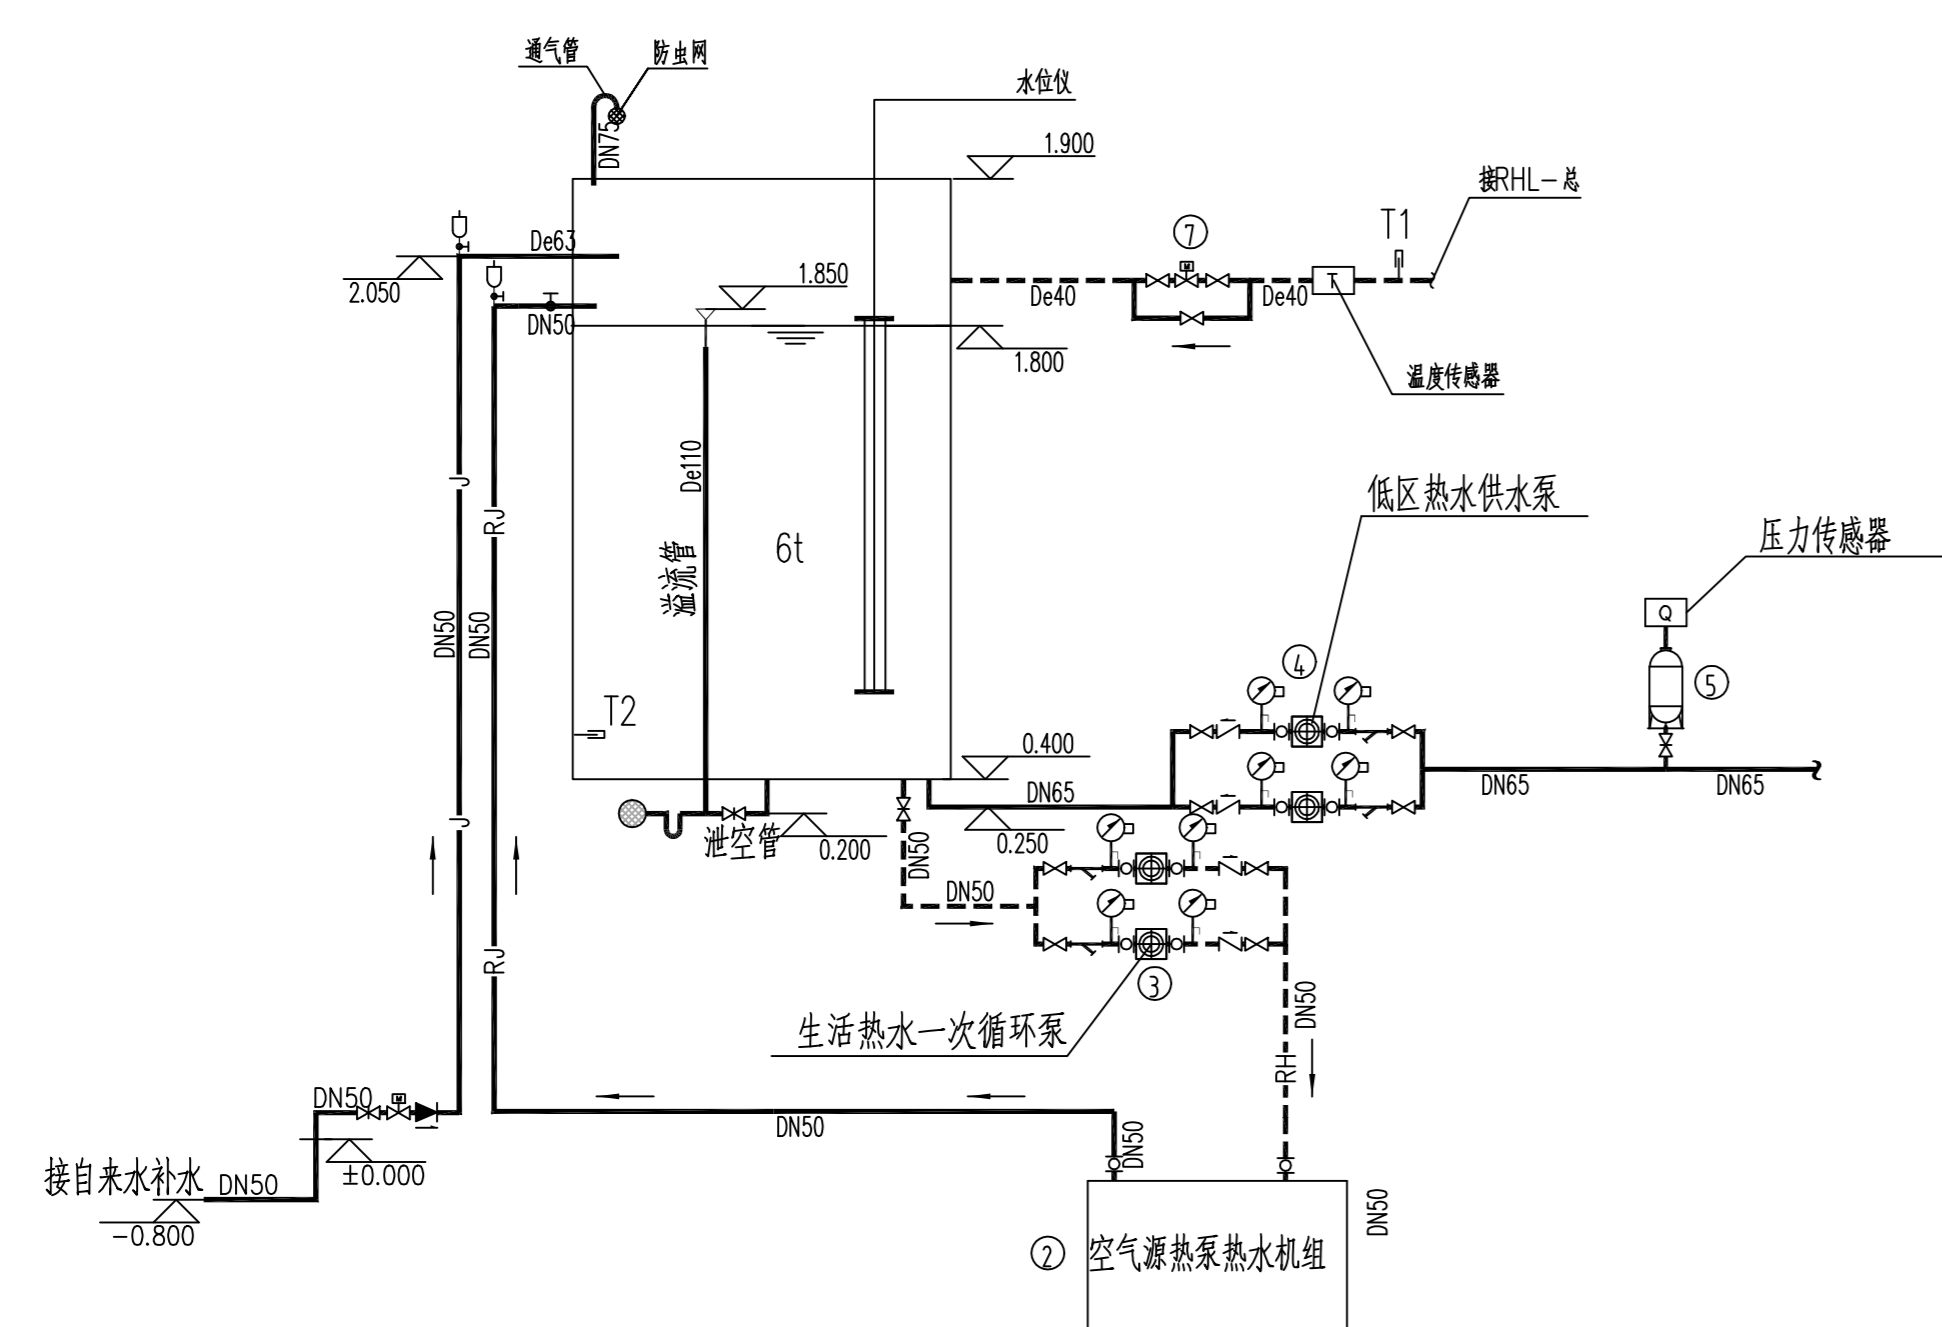 通气管
防虫网
水位仪
DN75
1.900
接RHL-总
T1
7
De63
2.050
1.850
De40
De40
T
M
DN50
1.800
温度传感器
De110
低区热水供水泵
J
RJ
压力传感器
6t
溢流管
Q
DN50
DN50
4
5
T2
0.400
DN65
DN65
DN65
泄空管
0.200
0.250
J
DN50
DN50
RJ
3
DN50
生活热水一次循环泵
RH
DN50
M
DN50
DN50
接自来水补水
DN50
±0.000
-0.800
DN50
2
空气源热泵热水机组